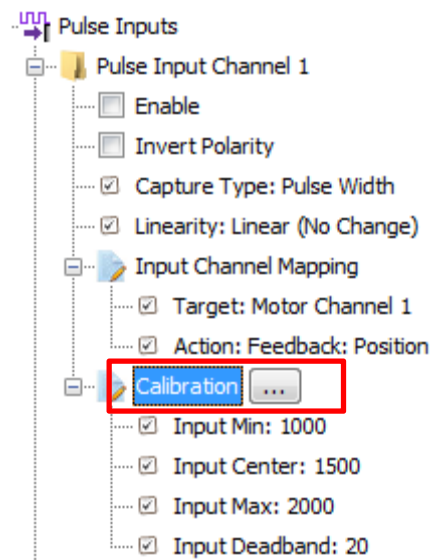 Pulse Inputs
Pulse Input Channel 1
Enable
Invert Polarity
Capture Type: Pulse Width
Linearity: Linear (No Change)
Input Channel Mapping
Target: Motor Channel 1
Action: Feedback: Position
Calibration ...
Input Min: 1000
Input Center: 1500
Input Max: 2000
Input Deadband: 20